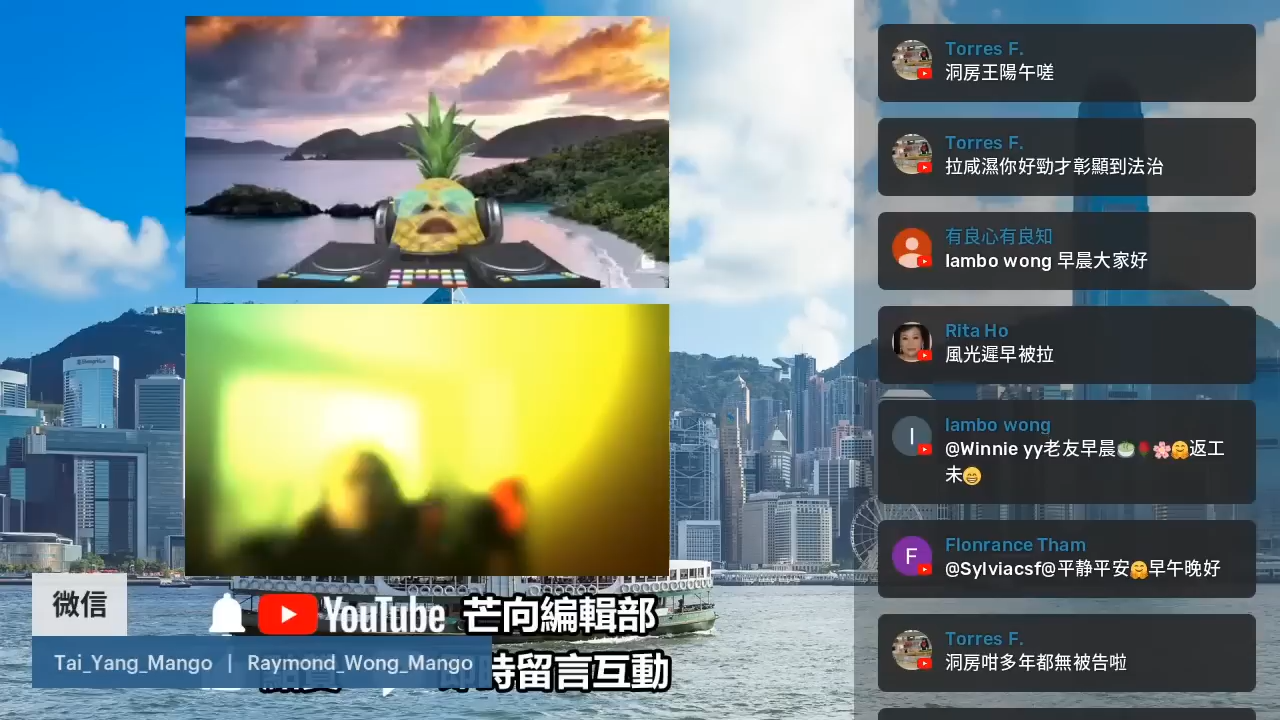 Torres F.
洞房王陽午嗟
Torres F.
拉咸濕你好勁才彰顯到法治
有良心有良知
lambo wong 早晨大家好
Rita Ho
風光遲早被拉
lambo wong
@Winnie yy老友早晨🍵🌹🌸🤗返工
未😁
Flonrance Tham
@Sylviacsf@平静平安🤗早午晚好
Torres F.
洞房咁多年都無被告啦
微信
YouTube 芒向編輯部
Tai_Yang_Mango | Raymond_Wong_Mango
即時留言互動